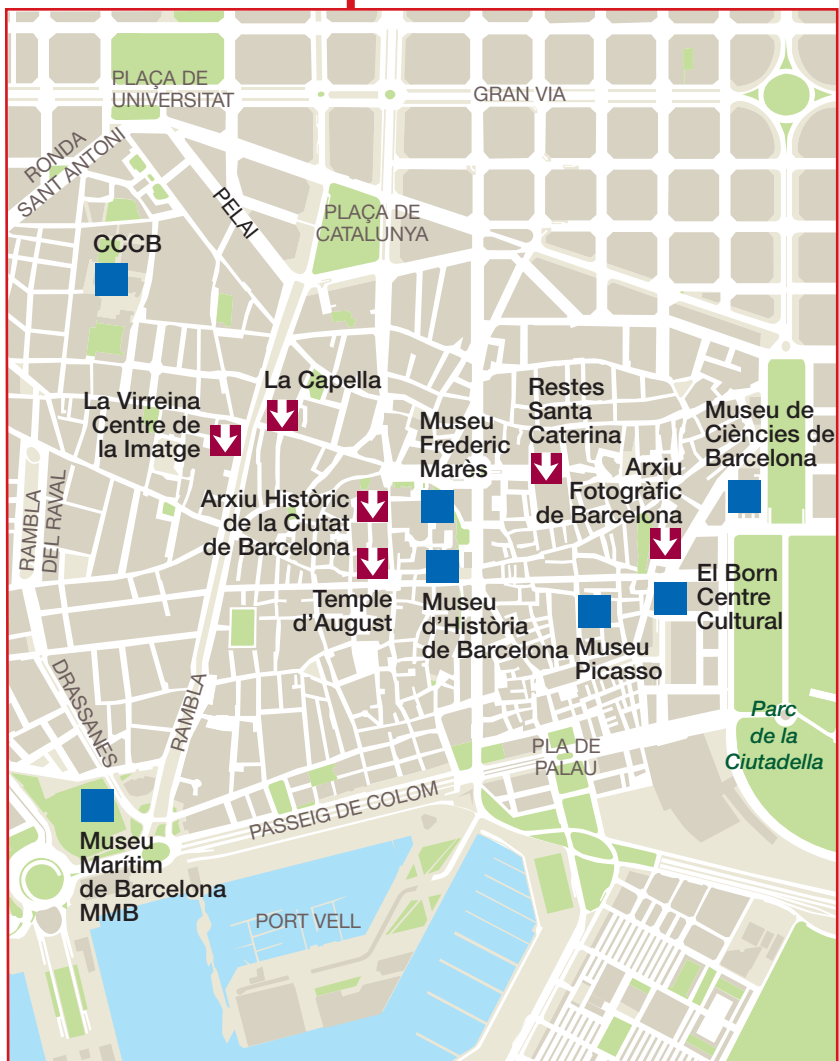 PLAÇA DE
UNIVERSITAT
GRAN VIA
RONDA
SANT ANTONI
PELAI
PLAÇA DE
CATALUNYA
CCCB
La Capella
La Virreina
Centre de
la Imatge
Museu
Frederic
Marès
Restes
Santa
Caterina
Museu de
Ciències de
Barcelona
Arxiu
Fotogràfic
de Barcelona
RAMBLA
DEL RAVAL
Arxiu Històric
de la Ciutat
de Barcelona
Temple
d'August
Museu
d'Història
de Barcelona
Museu
Picasso
El Born
Centre
Cultural
DRASSANES
RAMBLA
Parc
de la
Ciutadella
PLA DE
PALAU
PASSEIG DE COLOM
Museu
Marítim
de Barcelona
MMB
PORT VELL